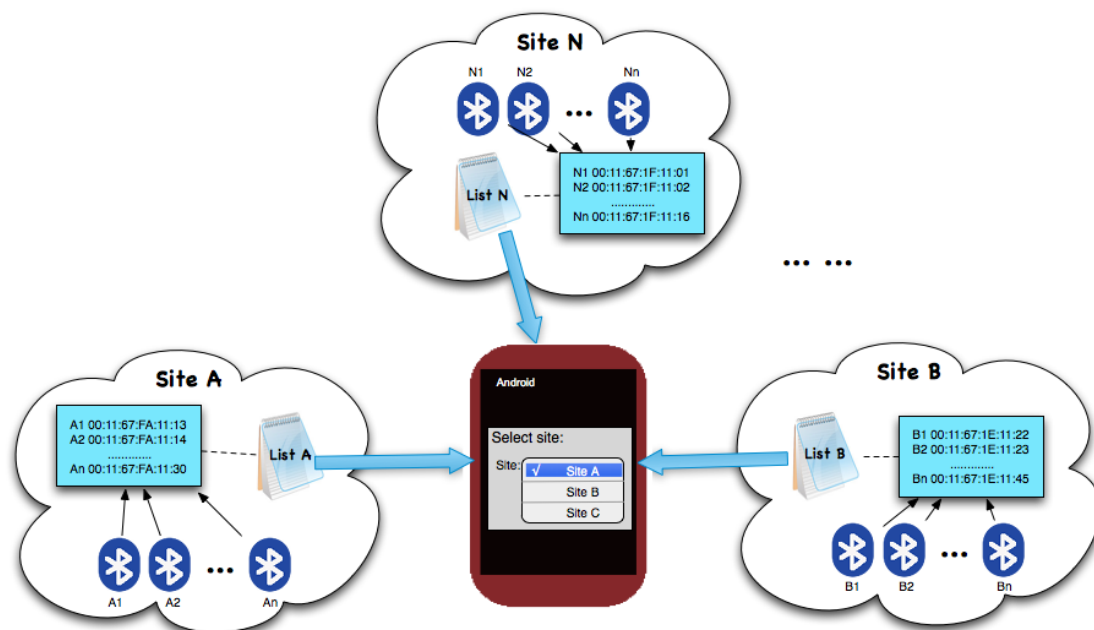 Site N
N1 N2 Nn
...
N1 00:11:67:1F:11:01
N2 00:11:67:1F:11:02
.............
Nn 00:11:67:1F:11:16
List N
... ...
Site A
A1 00:11:67:FA:11:13
A2 00:11:67:FA:11:14
.............
An 00:11:67:FA:11:30
List A
...
A1 A2 An
Android
Select site:
Site:
√ Site A
Site B
Site C
Site B
List B
B1 00:11:67:1E:11:22
B2 00:11:67:1E:11:23
.............
Bn 00:11:67:1E:11:45
...
B1 B2 Bn